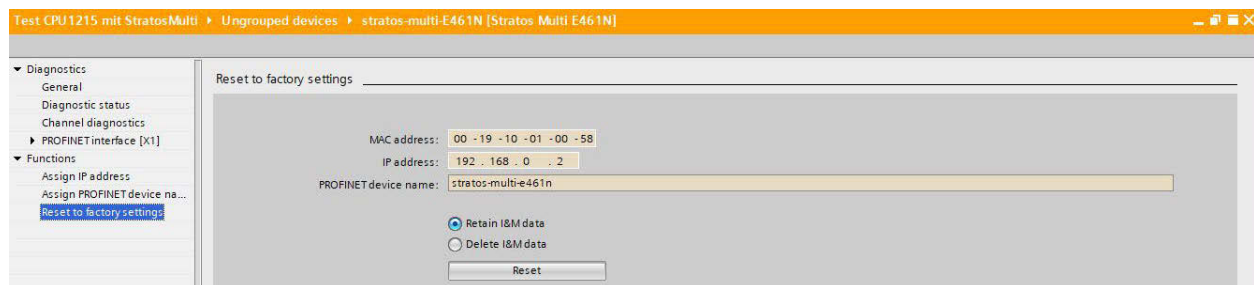 Test CPU1215 mit StratosMulti ▸ Ungrouped devices ▸ stratos-multi-E461N [Stratos Multi E461N]
Diagnostics
General
Diagnostic status
Channel diagnostics
PROFINET interface [X1]
Functions
Assign IP address
Assign PROFINET device na...
Reset to factory settings
Reset to factory settings
MAC address: 00 -19 -10 -01 -00 -58
IP address: 192 . 168 . 0 . 2
PROFINET device name: stratos-multi-e461n
Retain I&M data
Delete I&M data
Reset